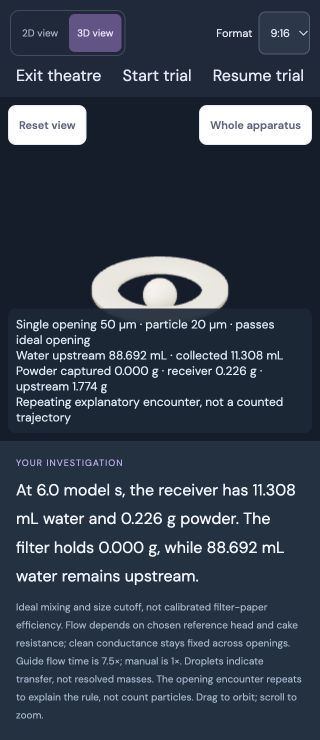 2D view 3D view Format 9:16
Exit theatre Start trial Resume trial
Reset view Whole apparatus
Single opening 50 µm · particle 20 µm · passes
ideal opening
Water upstream 88.692 mL · collected 11.308 mL
Powder captured 0.000 g · receiver 0.226 g ·
upstream 1.774 g
Repeating explanatory encounter, not a counted
trajectory
YOUR INVESTIGATION
At 6.0 model s, the receiver has 11.308
mL water and 0.226 g powder. The
filter holds 0.000 g, while 88.692 mL
water remains upstream.
Ideal mixing and size cutoff, not calibrated filter-paper
efficiency. Flow depends on chosen reference head and cake
resistance; clean conductance stays fixed across openings.
Guide flow time is 7.5×; manual is 1×. Droplets indicate
transfer, not resolved masses. The opening encounter repeats
to explain the rule, not count particles. Drag to orbit; scroll to
zoom.